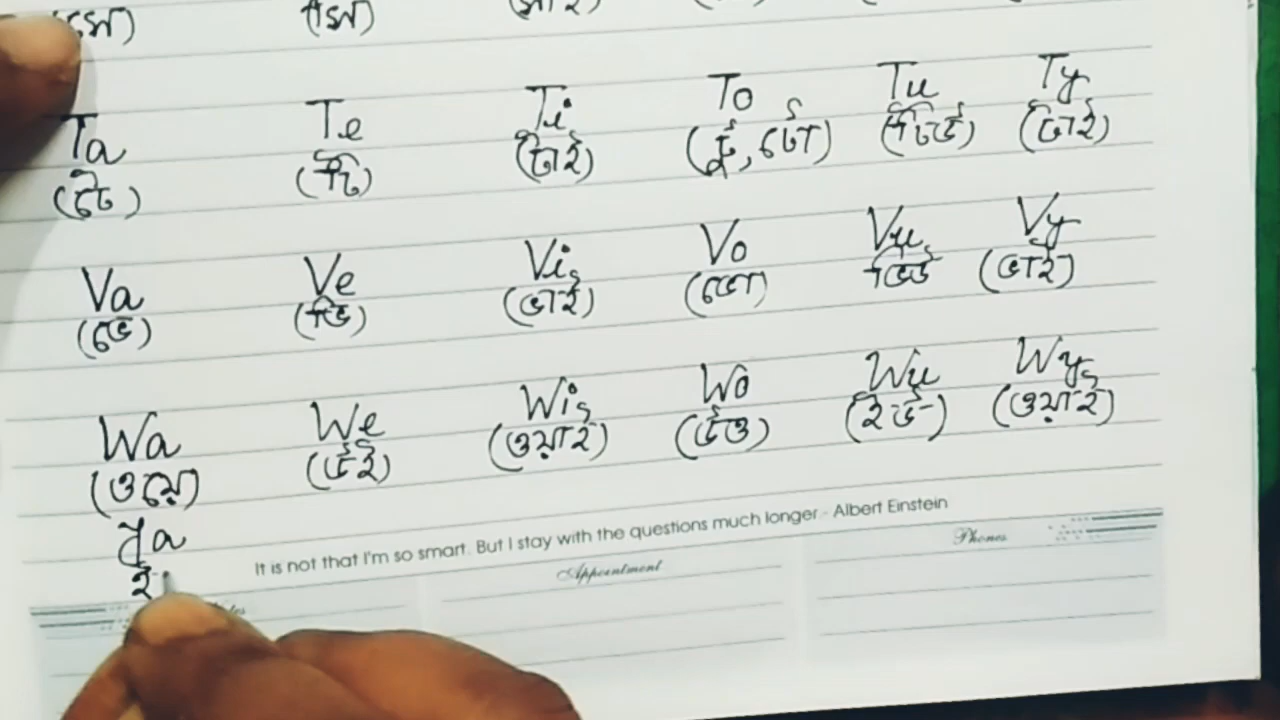 Ta Te Ti To Tu Ty
(টে) (টি) (টাই) (টু, টো) (টিউ) (টাই)
Va Ve Vi Vo Vu Vy
(ভে) (ভি) (ভাই) (ভো) ভিউ (ভাই)
Wa We Wi Wo Wu Wy
(ওয়ে) (উই) (ওয়াই) (উও) (ইউ) (ওয়াই)
Ya
ই
It is not that I'm so smart. But I stay with the questions much longer.- Albert Einstein
Appointment Phones